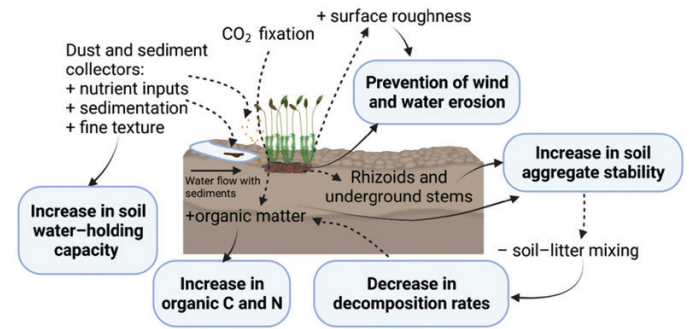 + surface roughness
CO₂ fixation
Dust and sediment
collectors:
+ nutrient inputs
+ sedimentation
+ fine texture
Prevention of wind
and water erosion
Increase in soil
aggregate stability
Water flow with
sediments
Rhizoids and
underground stems
+organic matter
Increase in soil
water–holding
capacity
− soil–litter mixing
Increase in
organic C and N
Decrease in
decomposition rates